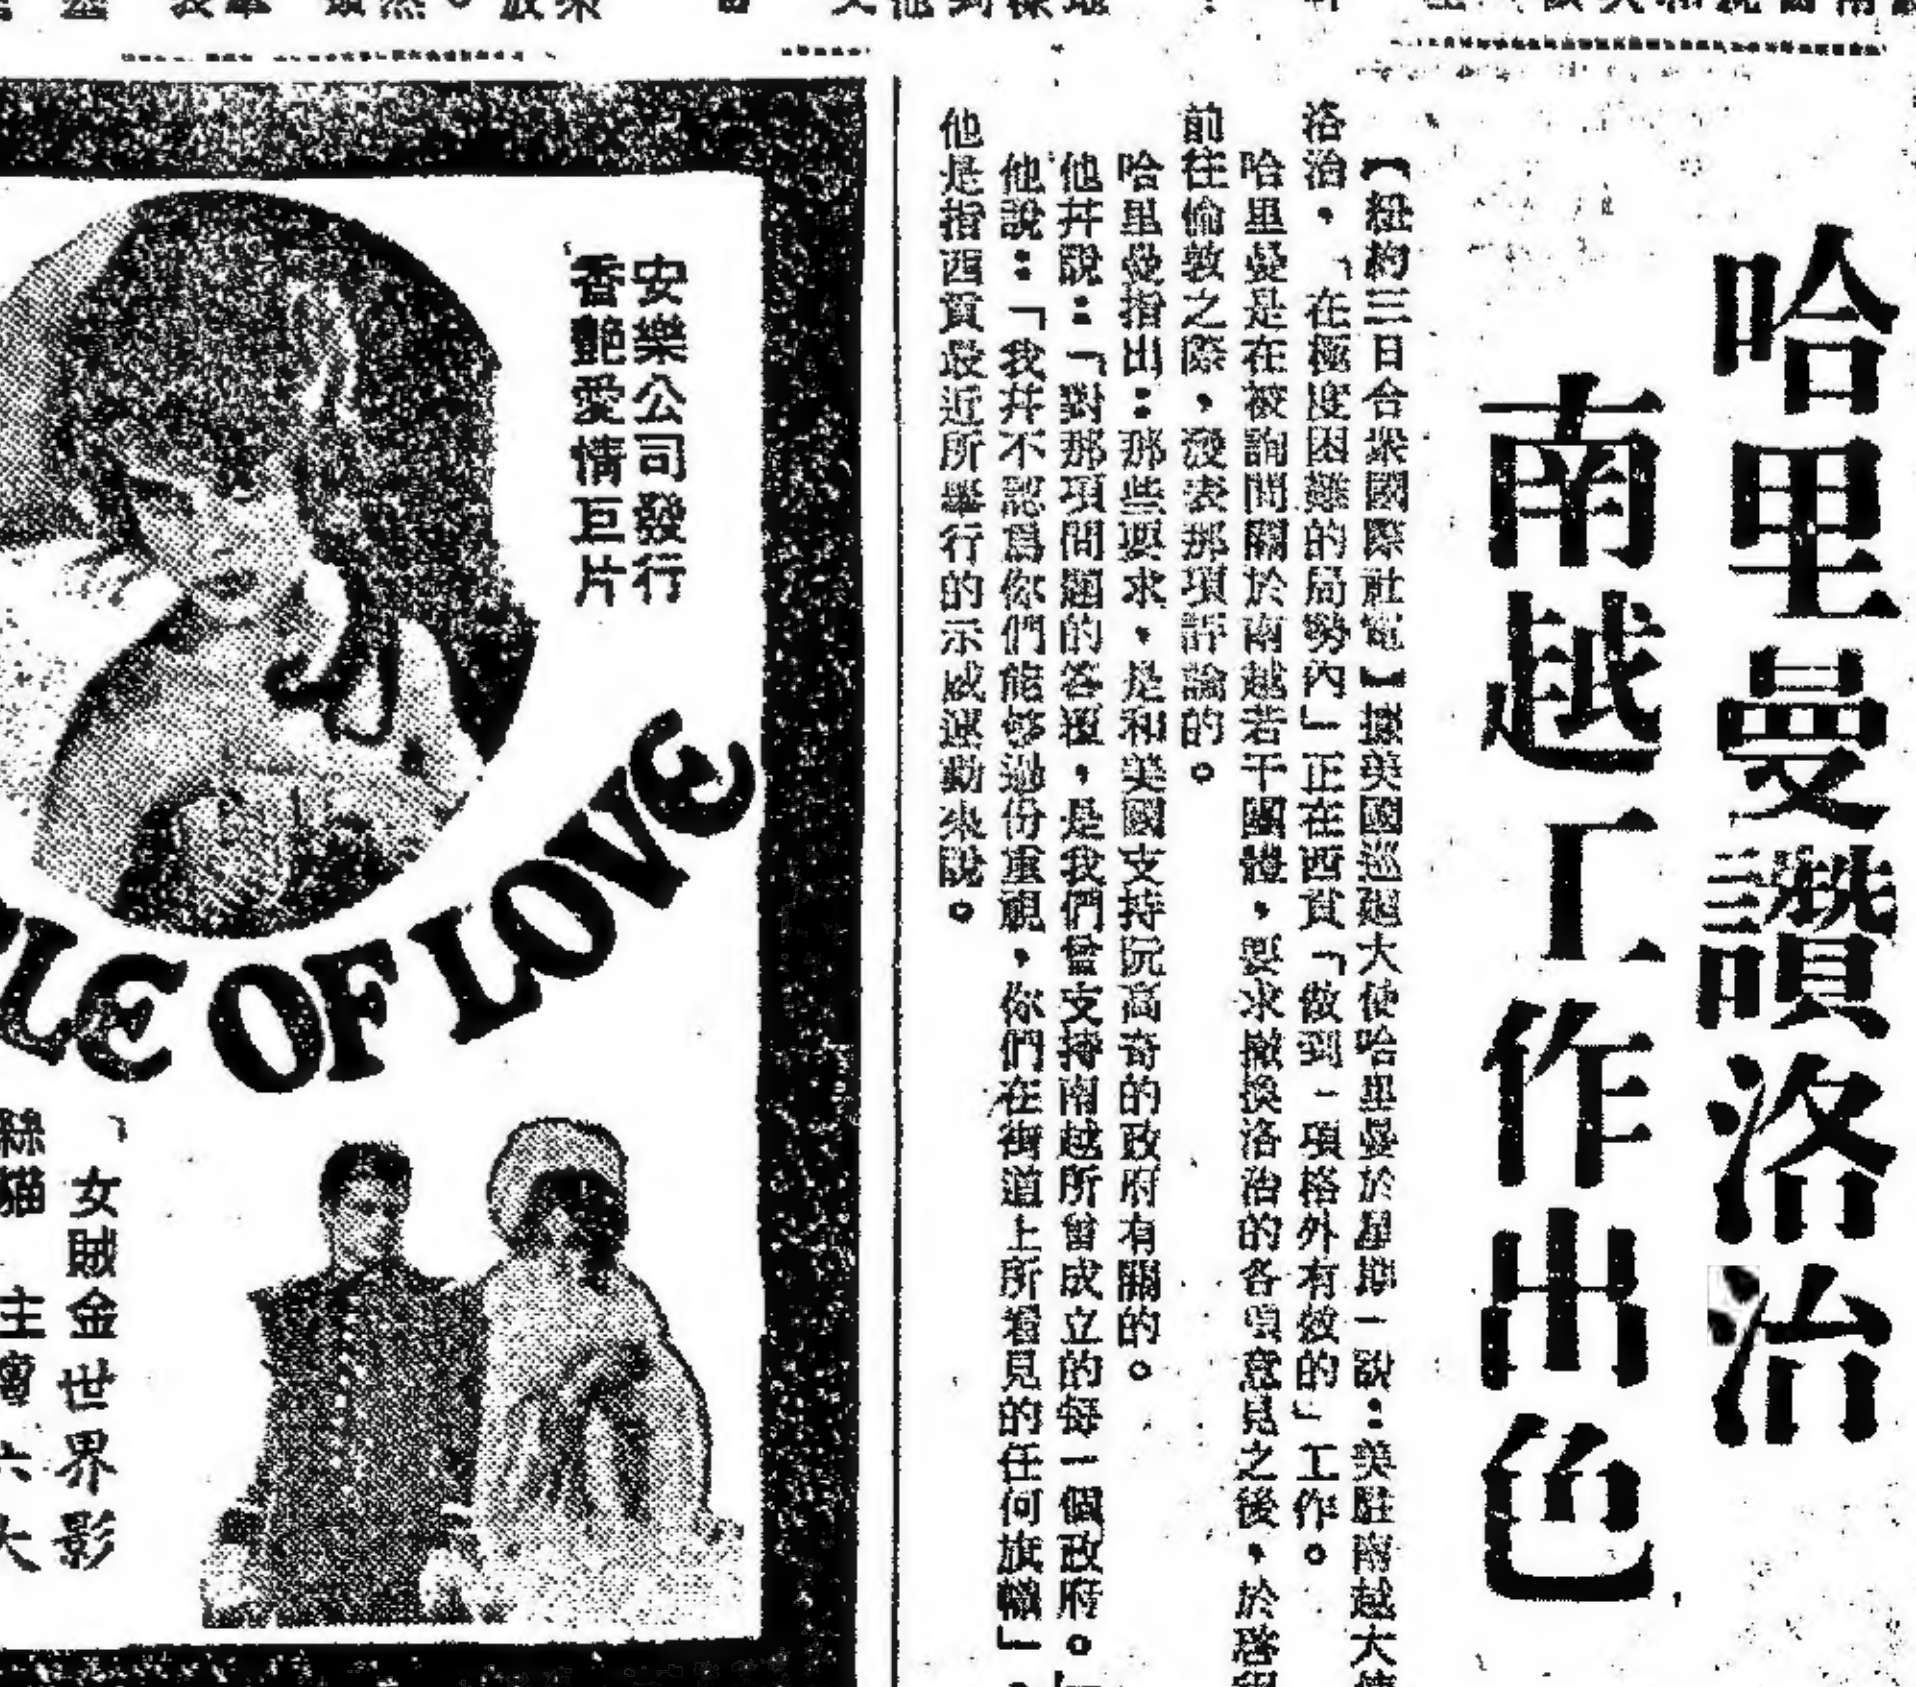 哈里曼讚洛治
南越工作出色
【紐約三日合衆國際社電】據美國巡廻大使哈里曼於星期一說：美駐南越大使
洛治，「在極度困難的局勢內」正在西貢「做到一項格外有效的」工作。
哈里曼是在被詢問關於南越若干團體，要求撤換洛治的各項意見之後，於啓程
前往倫敦之際，發表那項評論的。
哈里曼指出：那些要求，是和美國支持阮高奇的政府有關的。
他幷說：「對那項問題的答覆，是我們曾支持南越所曾成立的每一個政府。」
他說：「我幷不認爲你們能够過份重視，你們在街道上所看見的任何旗幟」，
他是指西貢最近所舉行的示威運動來說。
安樂公司發行
香艷愛情巨片
LE OF LOVE
「女賊金世界影
絲貓 主 六大